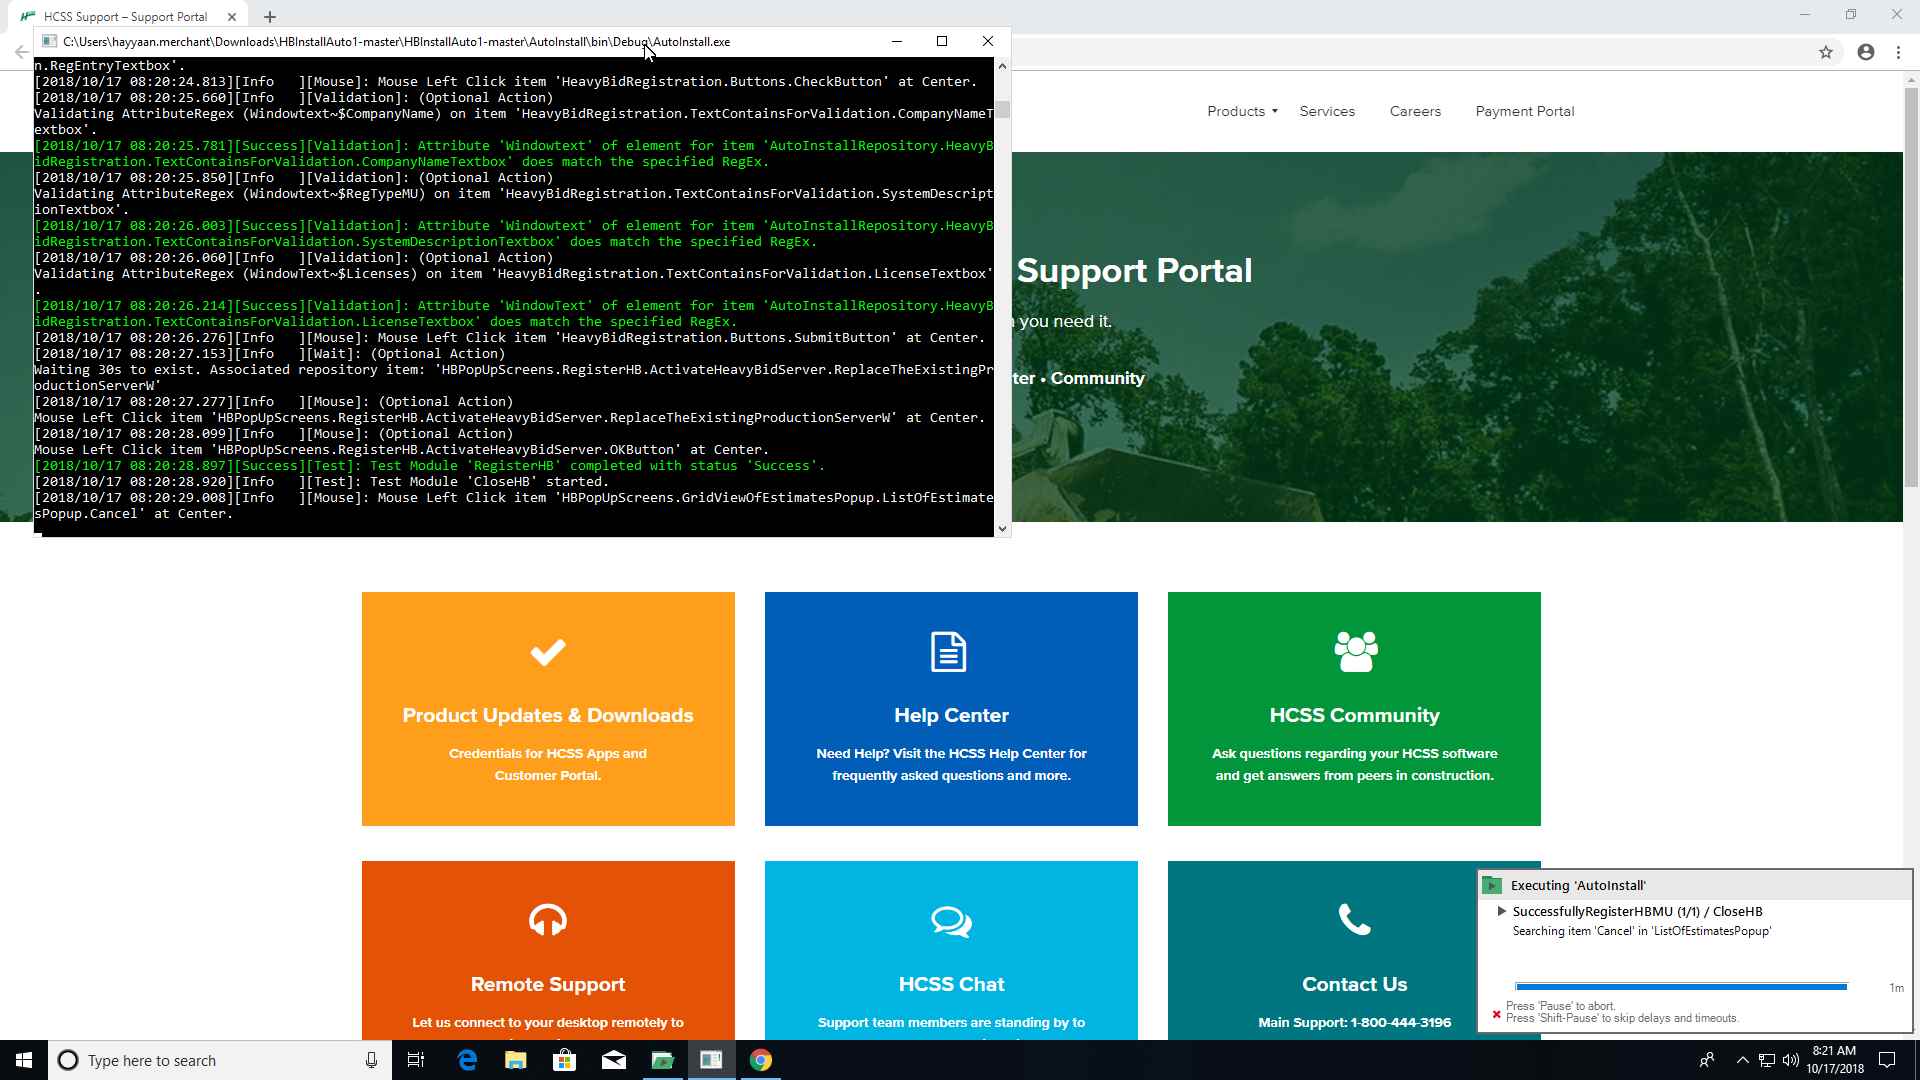 HCSS Support – Support Portal
C:\Users\hayyaan.merchant\Downloads\HBInstallAuto1-master\HBInstallAuto1-master\AutoInstall\bin\Debug\AutoInstall.exe
n.RegEntryTextbox'.
[2018/10/17 08:20:24.813][Info   ][Mouse]: Mouse Left Click item 'HeavyBidRegistration.Buttons.CheckButton' at Center.
[2018/10/17 08:20:25.660][Info   ][Validation]: (Optional Action)
Validating AttributeRegex (Windowtext~$CompanyName) on item 'HeavyBidRegistration.TextContainsForValidation.CompanyNameT
extbox'.
[2018/10/17 08:20:25.781][Success][Validation]: Attribute 'Windowtext' of element for item 'AutoInstallRepository.HeavyB
idRegistration.TextContainsForValidation.CompanyNameTextbox' does match the specified RegEx.
[2018/10/17 08:20:25.850][Info   ][Validation]: (Optional Action)
Validating AttributeRegex (Windowtext~$RegTypeMU) on item 'HeavyBidRegistration.TextContainsForValidation.SystemDescript
ionTextbox'.
[2018/10/17 08:20:26.003][Success][Validation]: Attribute 'Windowtext' of element for item 'AutoInstallRepository.HeavyB
idRegistration.TextContainsForValidation.SystemDescriptionTextbox' does match the specified RegEx.
[2018/10/17 08:20:26.060][Info   ][Validation]: (Optional Action)
Validating AttributeRegex (WindowText~$Licenses) on item 'HeavyBidRegistration.TextContainsForValidation.LicenseTextbox'
.
[2018/10/17 08:20:26.214][Success][Validation]: Attribute 'WindowText' of element for item 'AutoInstallRepository.HeavyB
idRegistration.TextContainsForValidation.LicenseTextbox' does match the specified RegEx.
[2018/10/17 08:20:26.276][Info   ][Mouse]: Mouse Left Click item 'HeavyBidRegistration.Buttons.SubmitButton' at Center.
[2018/10/17 08:20:27.153][Info   ][Wait]: (Optional Action)
Waiting 30s to exist. Associated repository item: 'HBPopUpScreens.RegisterHB.ActivateHeavyBidServer.ReplaceTheExistingPr
oductionServerW'
[2018/10/17 08:20:27.277][Info   ][Mouse]: (Optional Action)
Mouse Left Click item 'HBPopUpScreens.RegisterHB.ActivateHeavyBidServer.ReplaceTheExistingProductionServerW' at Center.
[2018/10/17 08:20:28.099][Info   ][Mouse]: (Optional Action)
Mouse Left Click item 'HBPopUpScreens.RegisterHB.ActivateHeavyBidServer.OKButton' at Center.
[2018/10/17 08:20:28.897][Success][Test]: Test Module 'RegisterHB' completed with status 'Success'.
[2018/10/17 08:20:28.920][Info   ][Test]: Test Module 'CloseHB' started.
[2018/10/17 08:20:29.008][Info   ][Mouse]: Mouse Left Click item 'HBPopUpScreens.GridViewOfEstimatesPopup.ListOfEstimate
sPopup.Cancel' at Center.
Products Services Careers Payment Portal
Support Portal
you need it.
ter • Community
Product Updates & Downloads
Credentials for HCSS Apps and
Customer Portal.
Help Center
Need Help? Visit the HCSS Help Center for
frequently asked questions and more.
HCSS Community
Ask questions regarding your HCSS software
and get answers from peers in construction.
Remote Support
Let us connect to your desktop remotely to
HCSS Chat
Support team members are standing by to
Contact Us
Main Support: 1-800-444-3196
Executing 'AutoInstall'
SuccessfullyRegisterHBMU (1/1) / CloseHB
Searching item 'Cancel' in 'ListOfEstimatesPopup'
1m
Press 'Pause' to abort.
Press 'Shift-Pause' to skip delays and timeouts.
Type here to search
8:21 AM
10/17/2018